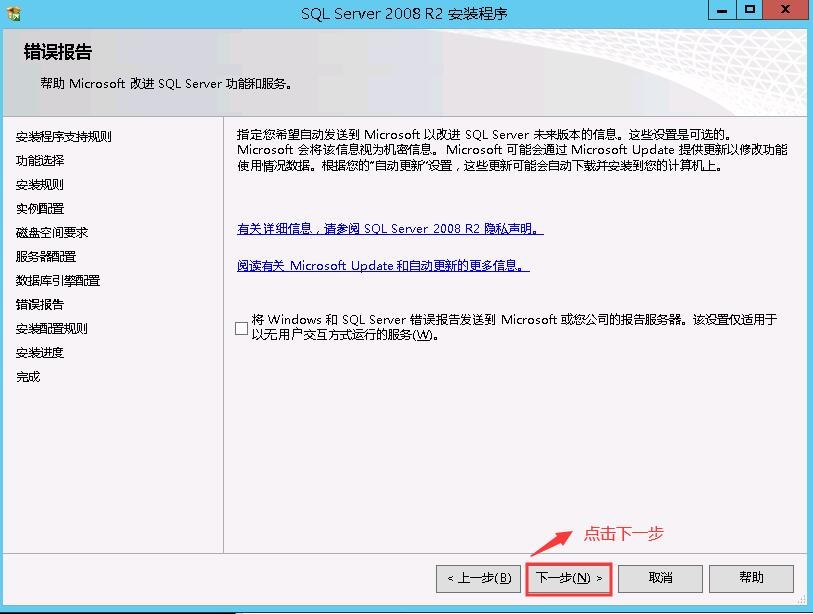 SQL Server 2008 R2 安装程序
错误报告
帮助 Microsoft 改进 SQL Server 功能和服务。
安装程序支持规则
功能选择
安装规则
实例配置
磁盘空间要求
服务器配置
数据库引擎配置
错误报告
安装配置规则
安装进度
完成
指定您希望自动发送到 Microsoft 以改进 SQL Server 未来版本的信息。这些设置是可选的。
Microsoft 会将该信息视为机密信息。 Microsoft 可能会通过 Microsoft Update 提供更新以修改功能
使用情况数据。根据您的“自动更新”设置，这些更新可能会自动下载并安装到您的计算机上。
有关详细信息，请参阅 SQL Server 2008 R2 隐私声明。
阅读有关 Microsoft Update 和自动更新的更多信息。
将 Windows 和 SQL Server 错误报告发送到 Microsoft 或您公司的报告服务器。该设置仅适用于
以无用户交互方式运行的服务(W)。
点击下一步
< 上一步(B)
下一步(N) >
取消
帮助